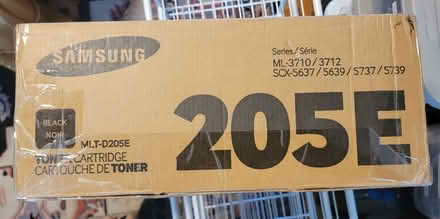 SAMSUNG
Series/Série
ML-3710 / 3712
SCX-5637 / 5639 / 5737 / 5739
1-BLACK
NOIR
MLT-D205E
TONER CARTRIDGE
CARTOUCHE DE TONER
205E